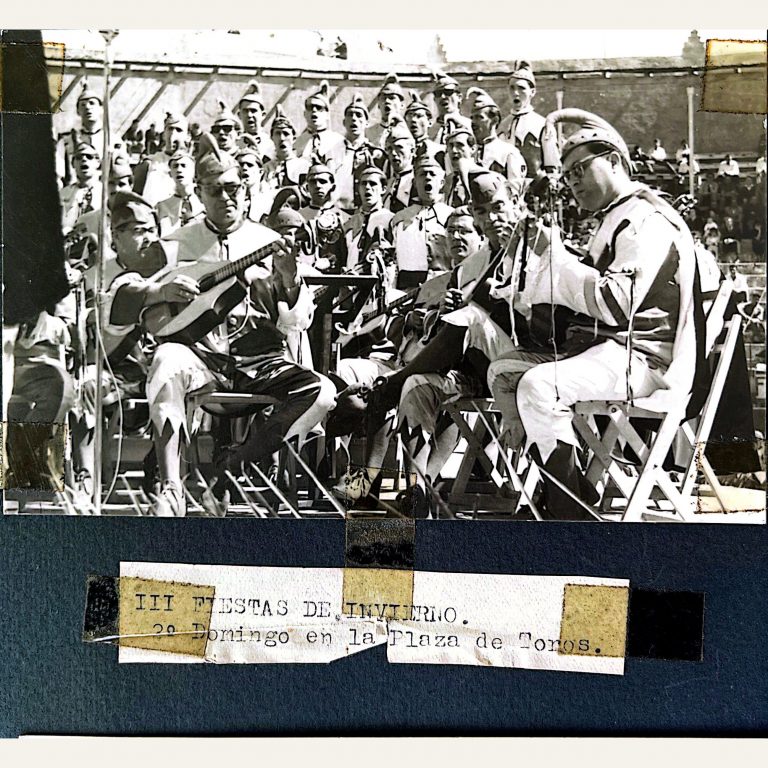 III FIESTAS DE INVIERNO.
2º Domingo en la Plaza de Toros.